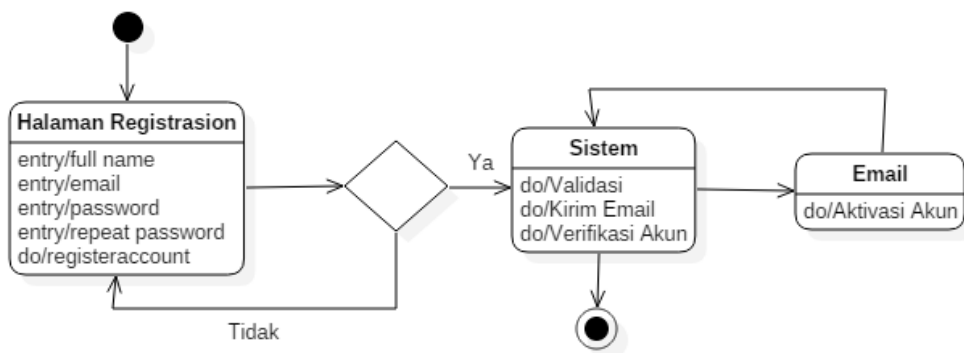 Halaman Registrasion
entry/full name
entry/email
entry/password
entry/repeat password
do/registeraccount
Tidak
Ya
Sistem
do/Validasi
do/Kirim Email
do/Verifikasi Akun
Email
do/Aktivasi Akun